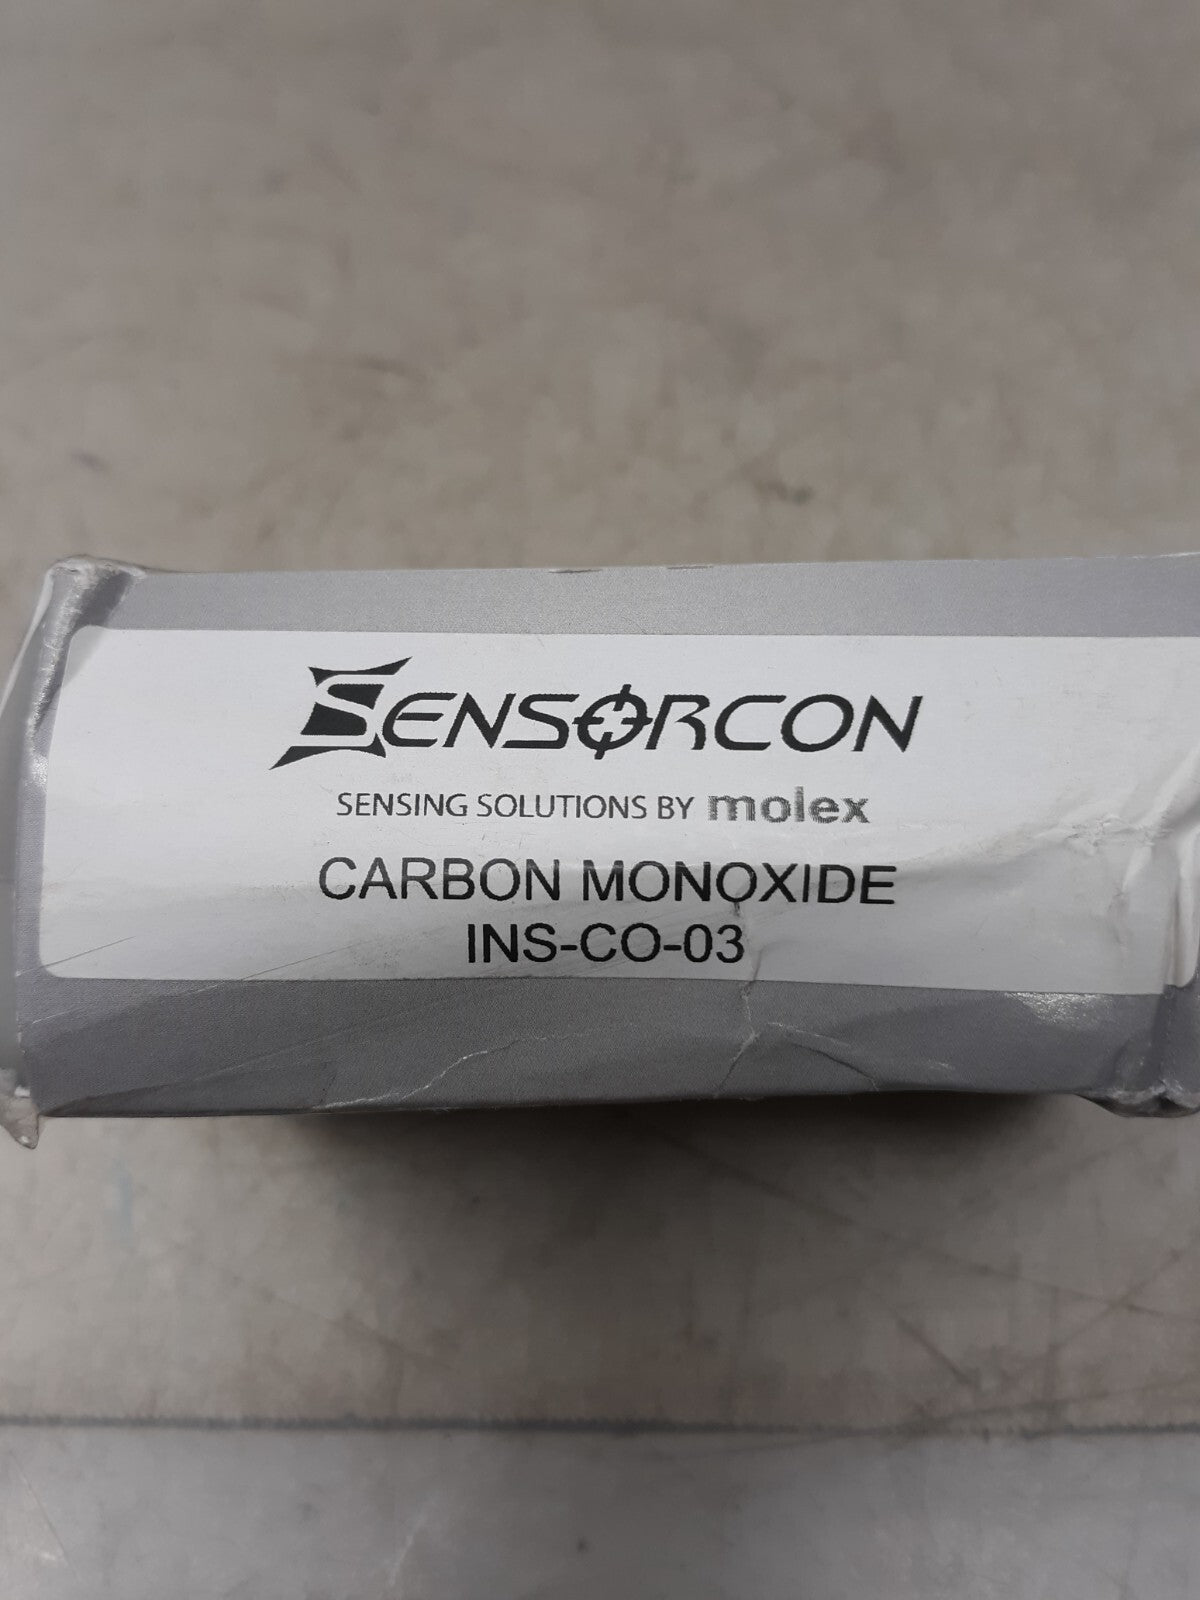 SENSORCON
SENSING SOLUTIONS BY molex
CARBON MONOXIDE
INS-CO-03